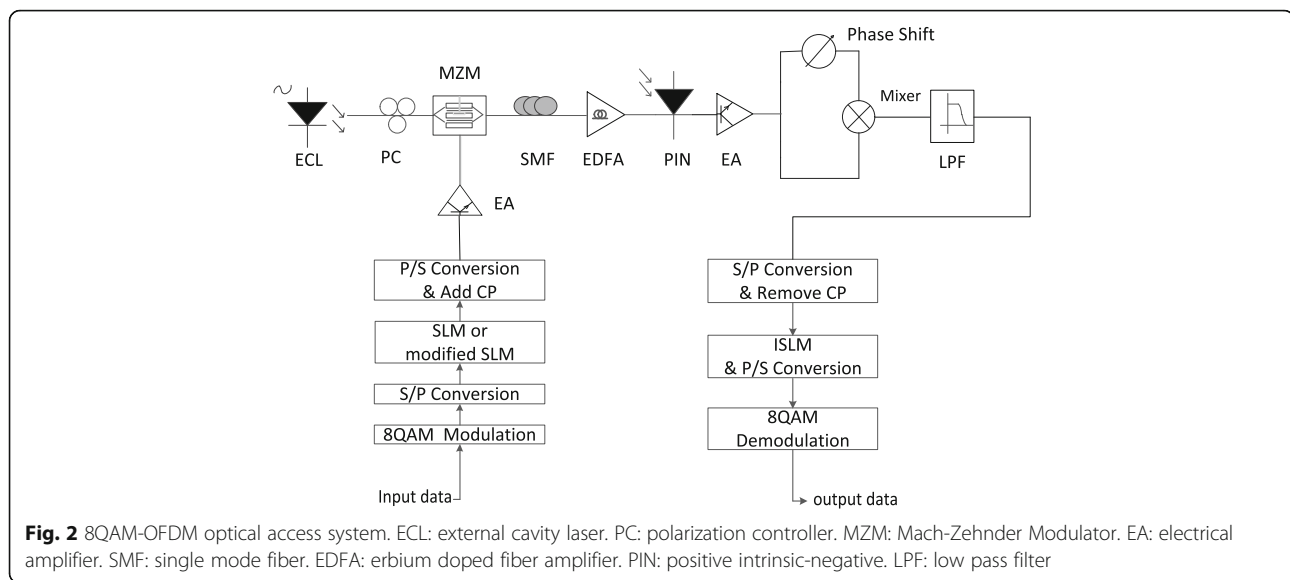 Phase Shift
MZM
Mixer
ECL
PC
SMF
EDFA
PIN
EA
LPF
EA
P/S Conversion
& Add CP
SLM or
modified SLM
S/P Conversion
8QAM Modulation
Input data
S/P Conversion
& Remove CP
ISLM
& P/S Conversion
8QAM
Demodulation
output data
Fig. 2 8QAM-OFDM optical access system. ECL: external cavity laser. PC: polarization controller. MZM: Mach-Zehnder Modulator. EA: electrical
amplifier. SMF: single mode fiber. EDFA: erbium doped fiber amplifier. PIN: positive intrinsic-negative. LPF: low pass filter